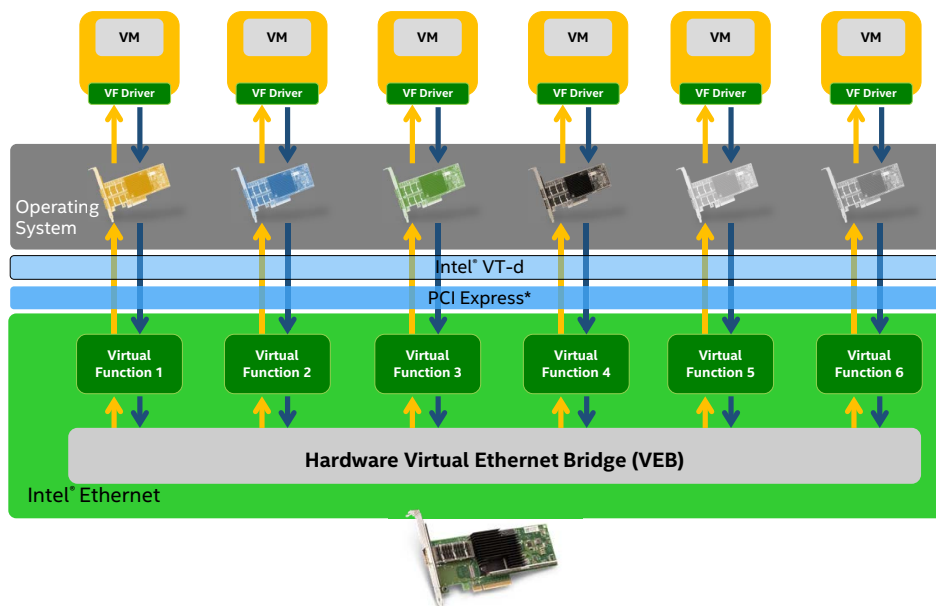 VM
VM
VM
VM
VM
VM
VF Driver
VF Driver
VF Driver
VF Driver
VF Driver
VF Driver
Operating
System
Intel® VT-d
PCI Express*
Virtual
Function 1
Virtual
Function 2
Virtual
Function 3
Virtual
Function 4
Virtual
Function 5
Virtual
Function 6
Hardware Virtual Ethernet Bridge (VEB)
Intel® Ethernet